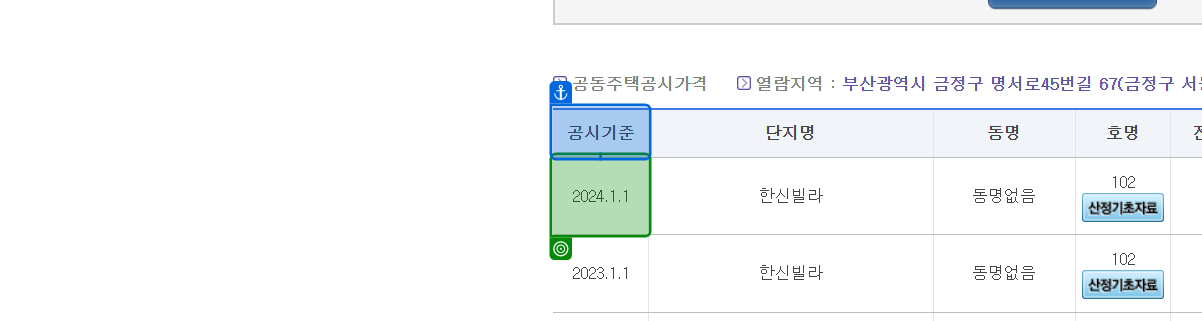 공동주택공시가격 열람지역 : 부산광역시 금정구 명서로45번길 67(금정구 서
공시기준 단지명 동명 호명
2024.1.1 한신빌라 동명없음 102
산정기초자료
2023.1.1 한신빌라 동명없음 102
산정기초자료